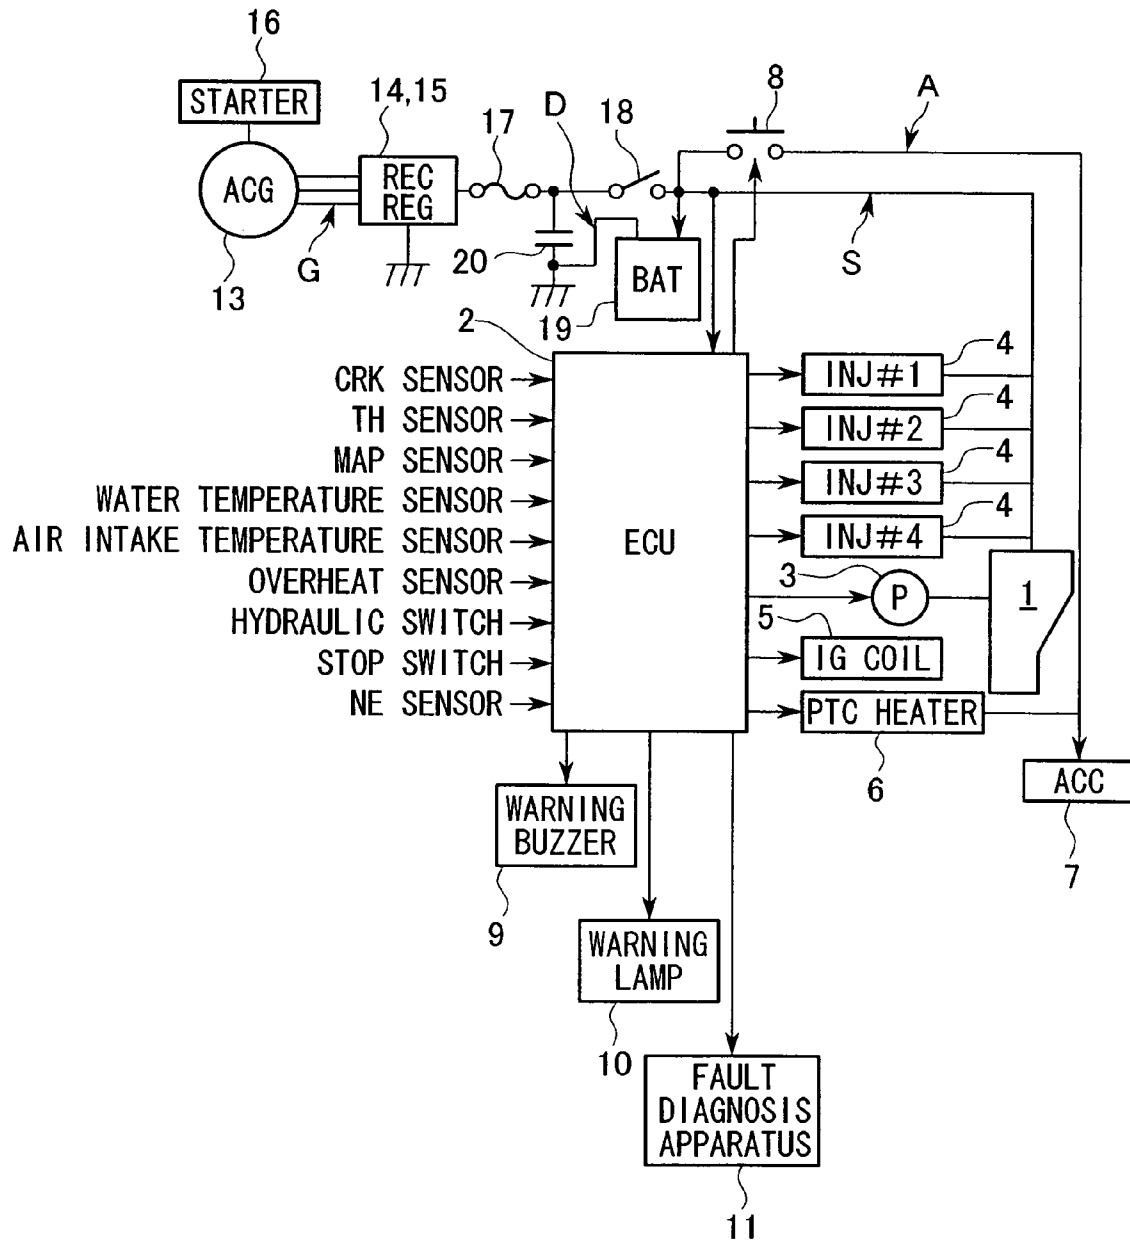 16
STARTER
14,15
17
D
18
8
A
ACG
REC
REG
G
13
20
BAT
19
S
2
CRK SENSOR
TH SENSOR
MAP SENSOR
WATER TEMPERATURE SENSOR
AIR INTAKE TEMPERATURE SENSOR
OVERHEAT SENSOR
HYDRAULIC SWITCH
STOP SWITCH
NE SENSOR
ECU
INJ#1
4
INJ#2
4
INJ#3
4
INJ#4
4
3
P
1
5
IG COIL
PTC HEATER
6
ACC
7
WARNING
BUZZER
9
WARNING
LAMP
10
FAULT
DIAGNOSIS
APPARATUS
11